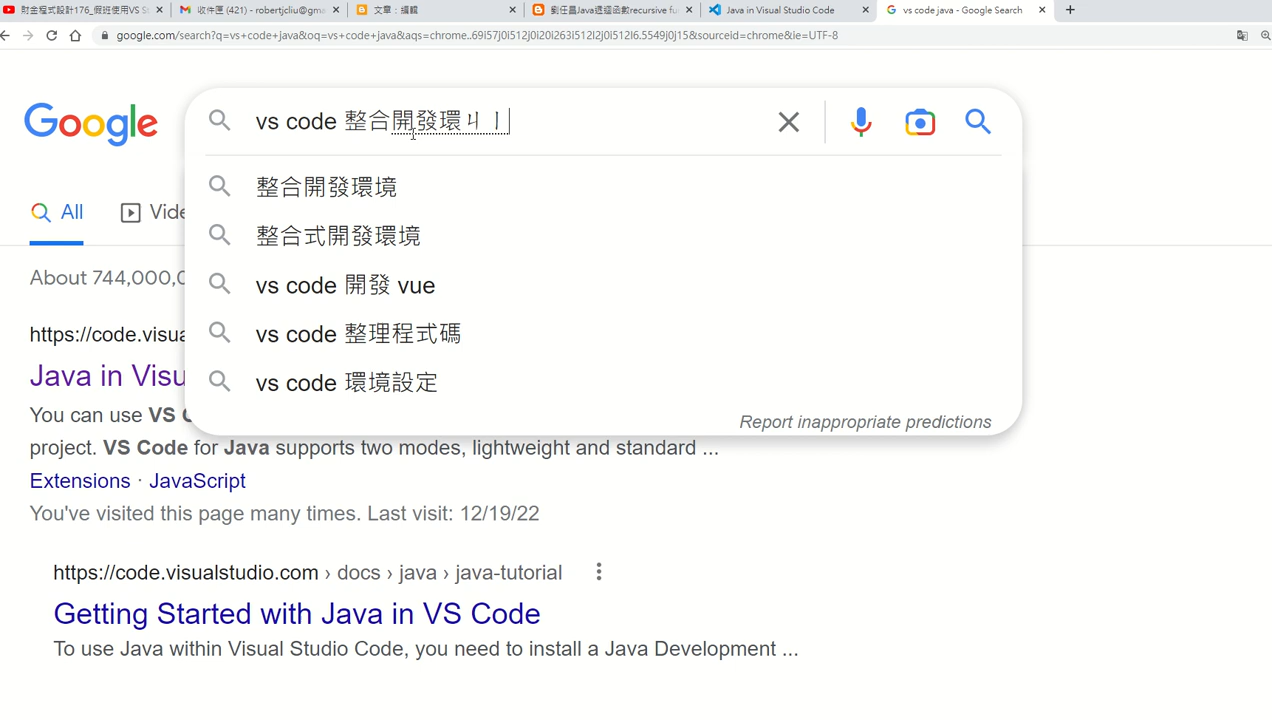 財金程式設計176_假班使用VS S
收件匣 (421) - robertjcliu@gma
文章：編輯
劉任昌Java透過函數recursive fu
Java in Visual Studio Code
vs code java - Google Search
google.com/search?q=vs+code+java&oq=vs+code+java&aqs=chrome..69i57j0i512j0i20i263i512l2j0i512l6.5549j0j15&sourceid=chrome&ie=UTF-8
Google
vs code 整合開發環ㄐㄧ
整合開發環境
整合式開發環境
vs code 開發 vue
vs code 整理程式碼
vs code 環境設定
Report inappropriate predictions
All
Vide
About 744,000,0
https://code.visua
Java in Visu
You can use VS C
project. VS Code for Java supports two modes, lightweight and standard ...
Extensions · JavaScript
You've visited this page many times. Last visit: 12/19/22
https://code.visualstudio.com › docs › java › java-tutorial
Getting Started with Java in VS Code
To use Java within Visual Studio Code, you need to install a Java Development ...